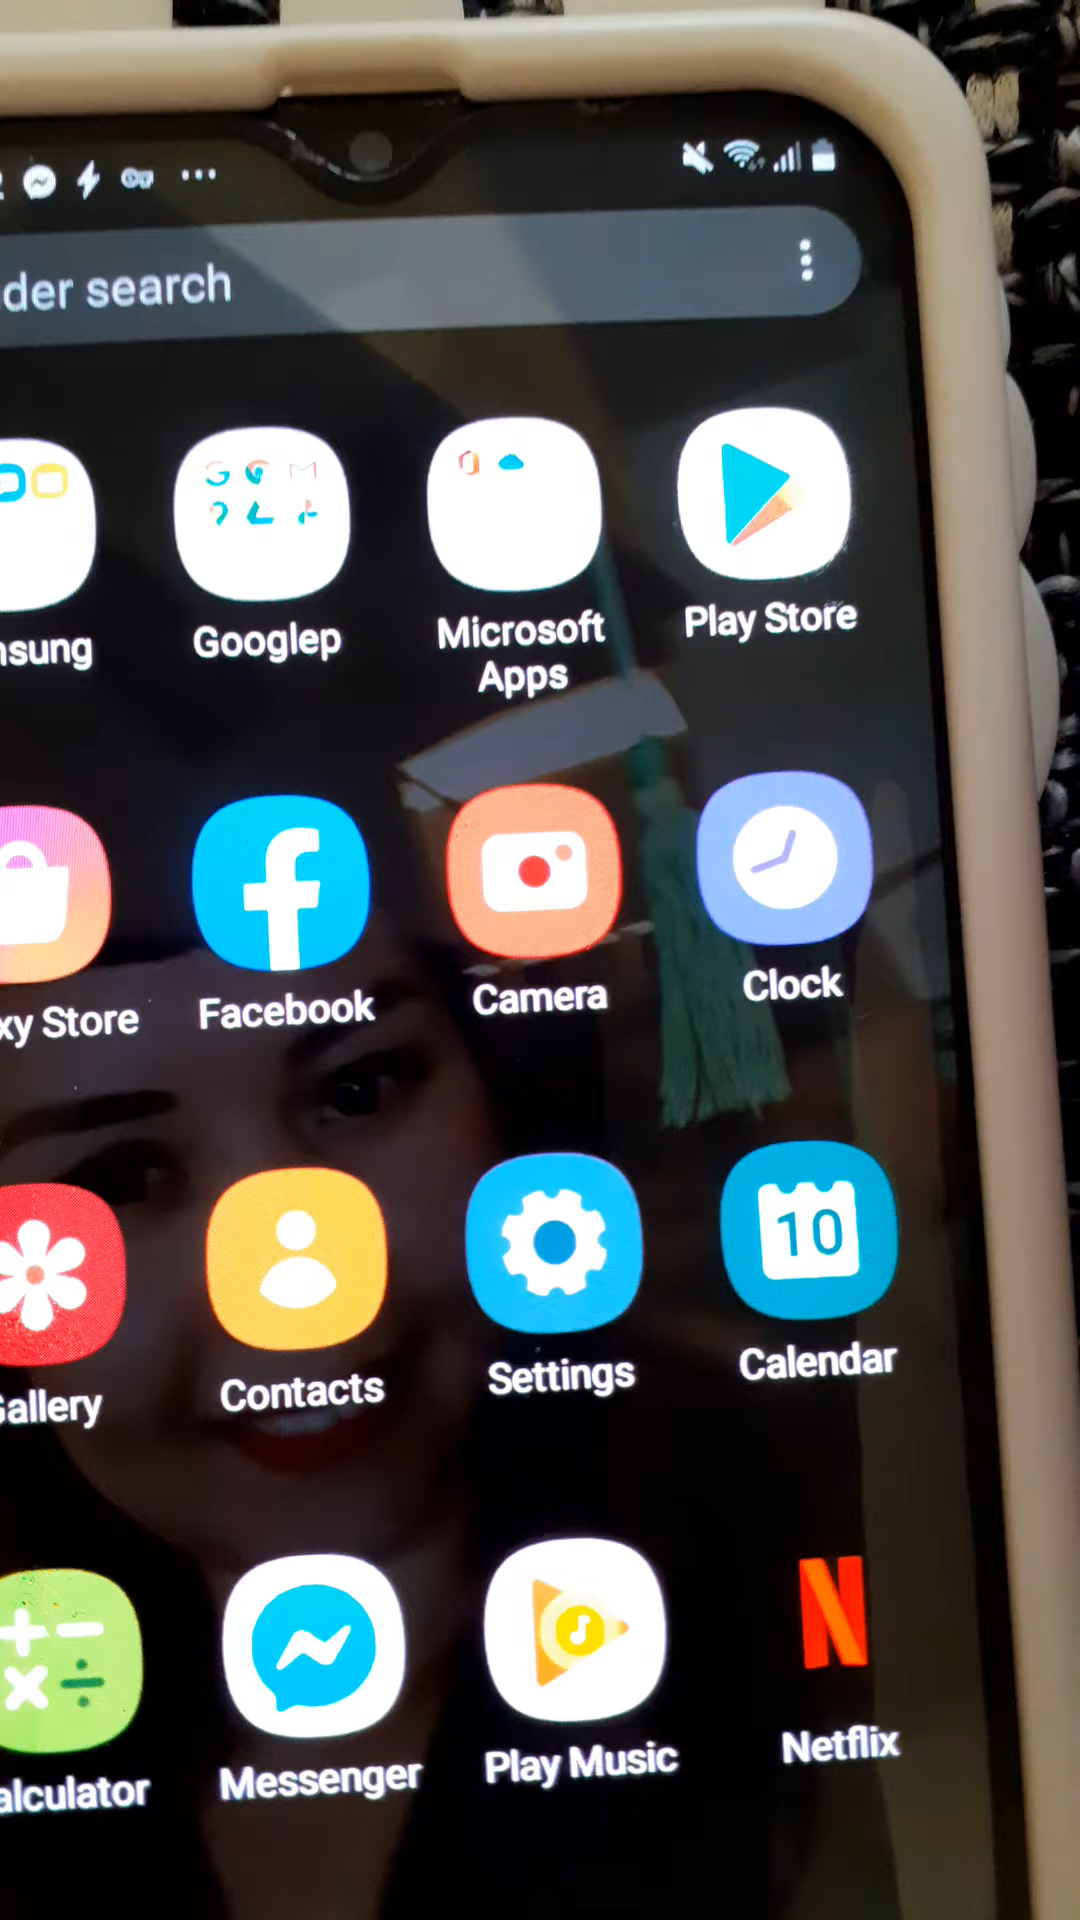 der search
nsung
Googlep
Microsoft
Apps
Play Store
xy Store
Facebook
Camera
Clock
10
Gallery
Contacts
Settings
Calendar
alculator
Messenger
Play Music
Netflix